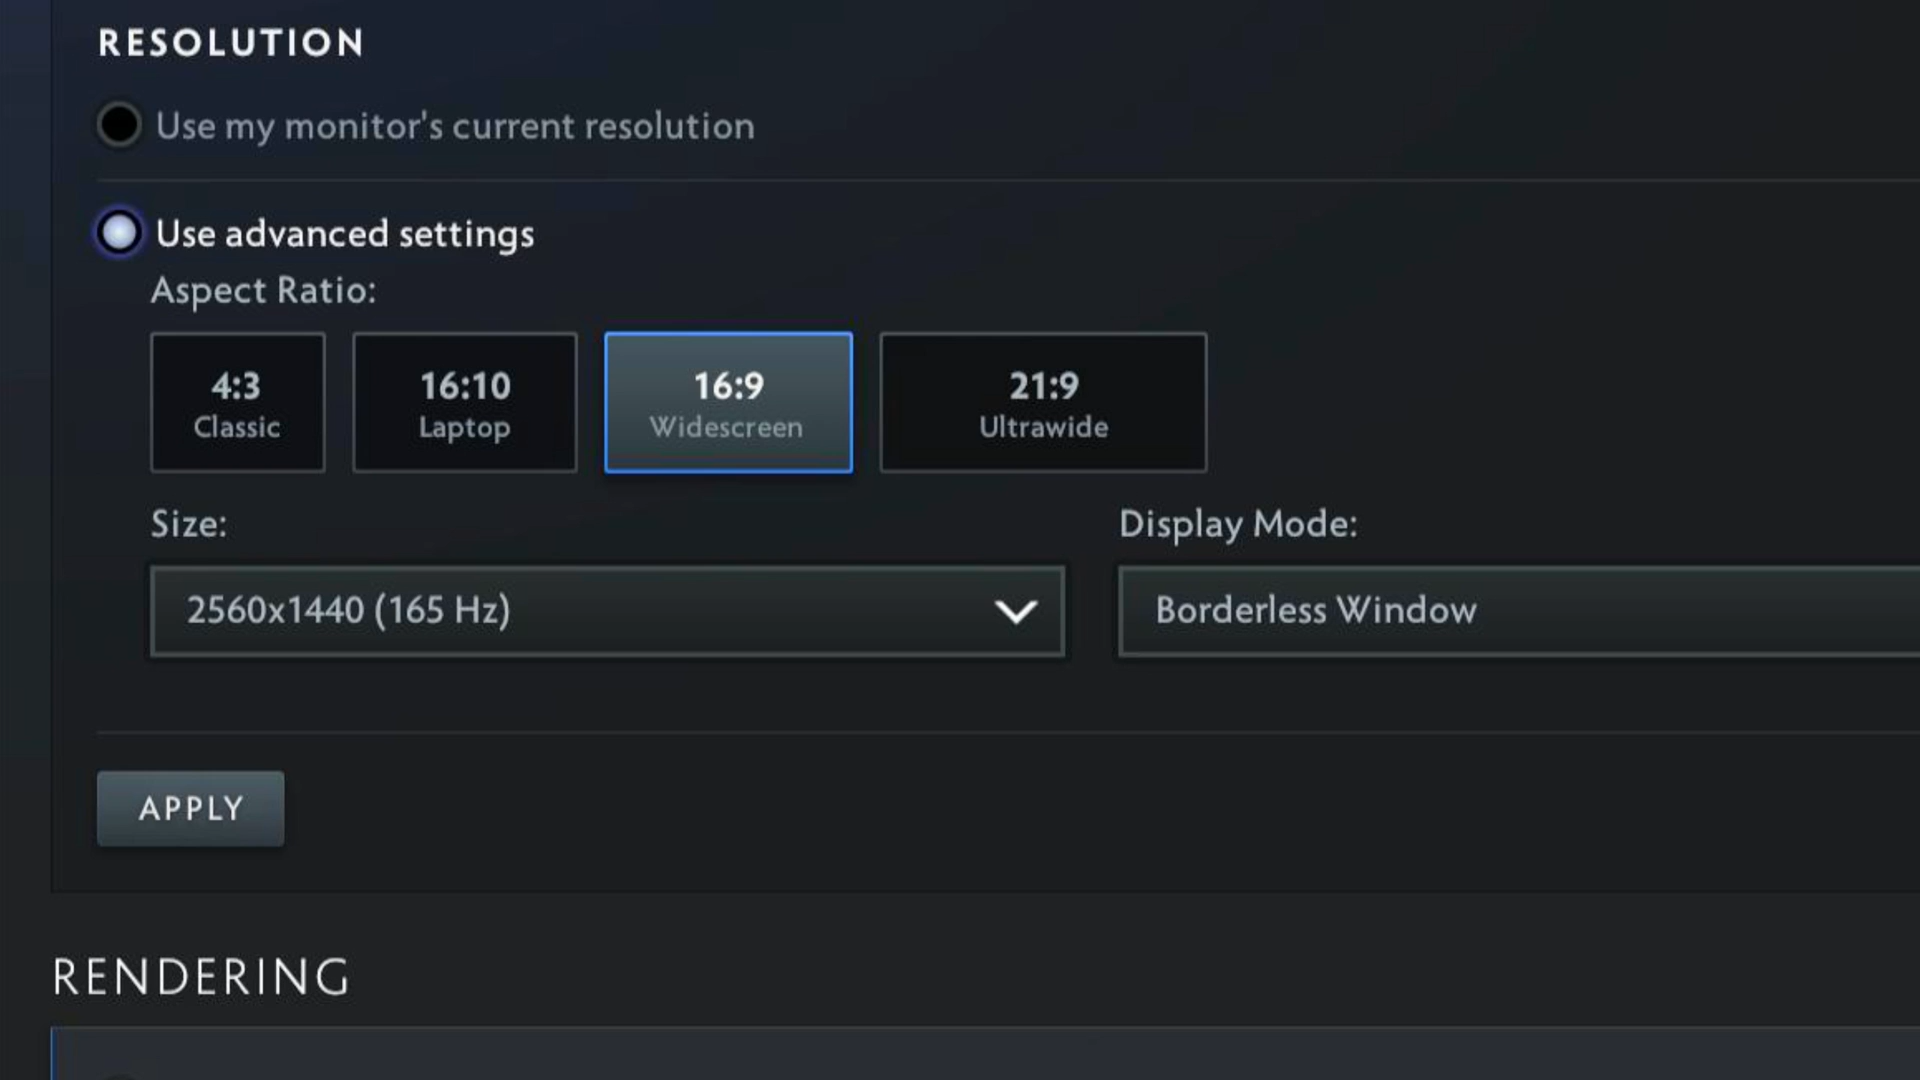 RESOLUTION
Use my monitor's current resolution
Use advanced settings
Aspect Ratio:
4:3
Classic
16:10
Laptop
16:9
Widescreen
21:9
Ultrawide
Size:
Display Mode:
2560x1440 (165 Hz)
Borderless Window
APPLY
RENDERING